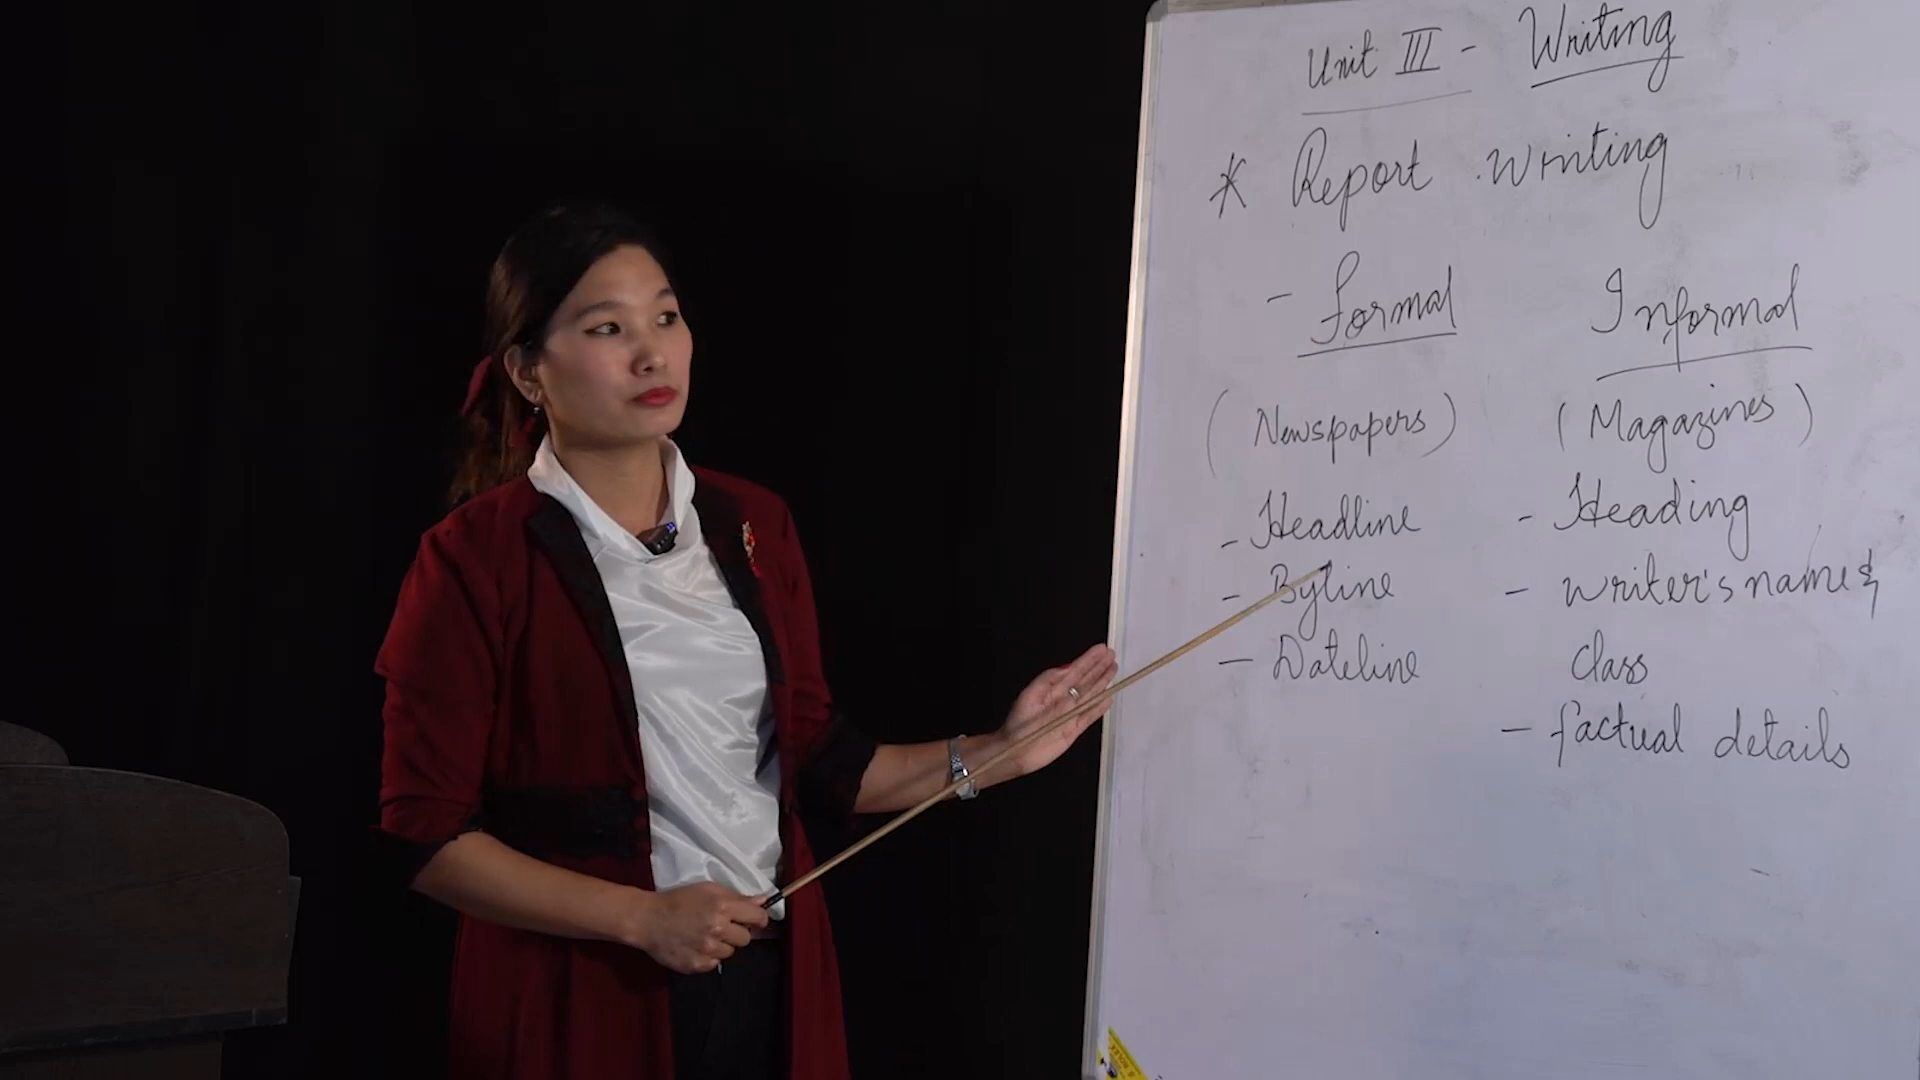 Unit III - Writing
* Report writing
- Formal Informal
(Newspapers) (Magazines)
- Headline - Heading
- Byline - writer's name &
- Dateline class
- factual details